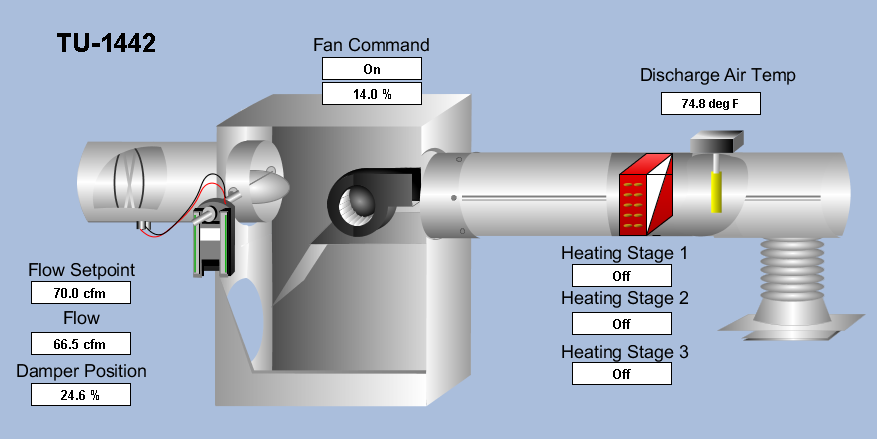 TU-1442
Fan Command
On
14.0 %
Discharge Air Temp
74.8 deg F
Flow Setpoint
70.0 cfm
Flow
66.5 cfm
Damper Position
24.6 %
Heating Stage 1
Off
Heating Stage 2
Off
Heating Stage 3
Off